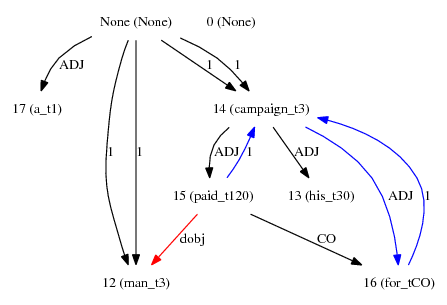 None (None) 0 (None)
ADJ 1 1
17 (a_t1) 14 (campaign_t3)
1 1 ADJ 1 ADJ ADJ 1
15 (paid_t120) 13 (his_t30)
dobj CO
12 (man_t3) 16 (for_tCO)